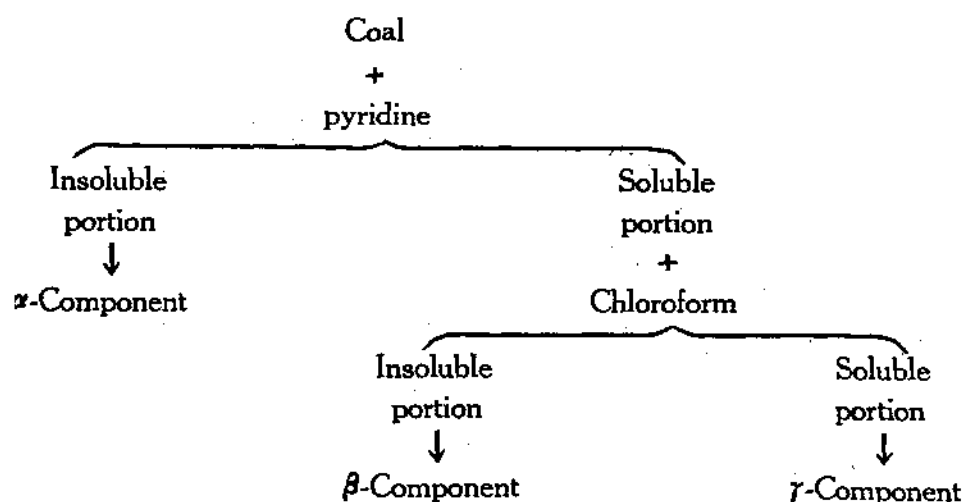 Coal
+
pyridine
Insoluble Soluble
portion portion
↓ +
α-Component Chloroform
Insoluble Soluble
portion portion
↓ ↓
β-Component γ-Component